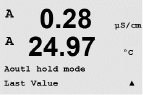 A 0.28 µS/cm
A 24.97 °C
Aout1 hold mode
Last Value ▲